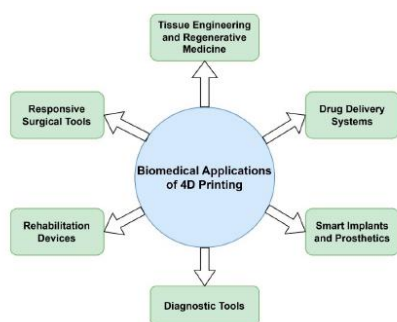 Tissue Engineering
and Regenerative
Medicine
Responsive
Surgical Tools
Drug Delivery
Systems
Biomedical Applications
of 4D Printing
Rehabilitation
Devices
Smart Implants
and Prosthetics
Diagnostic Tools